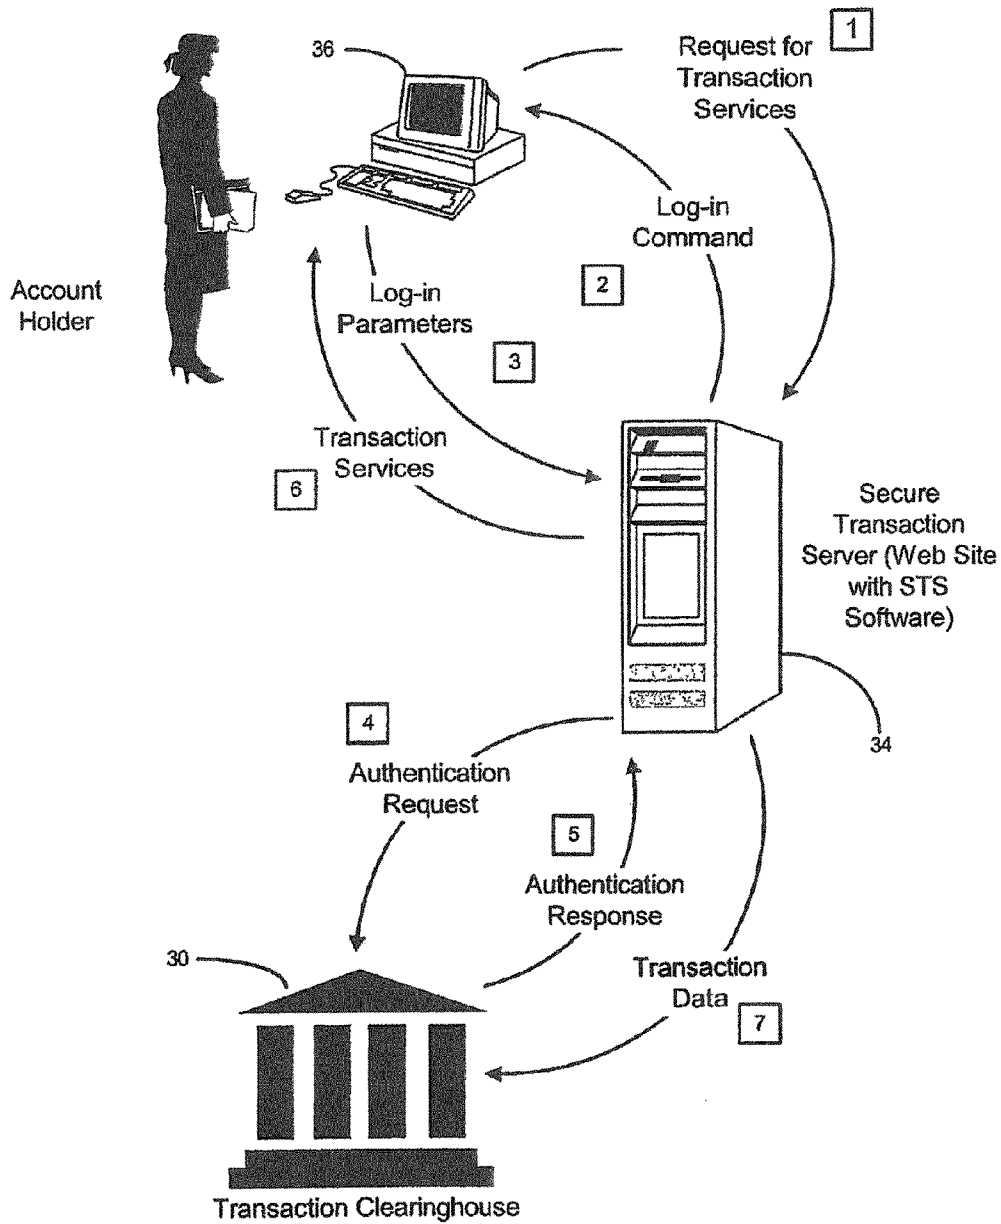 1
Request for
Transaction
Services
36
Log-in
Command
2
Account
Holder
Log-in
Parameters
3
Transaction
Services
6
Secure
Transaction
Server (Web Site
with STS
Software)
34
4
Authentication
Request
5
Authentication
Response
30
Transaction
Data
7
Transaction Clearinghouse